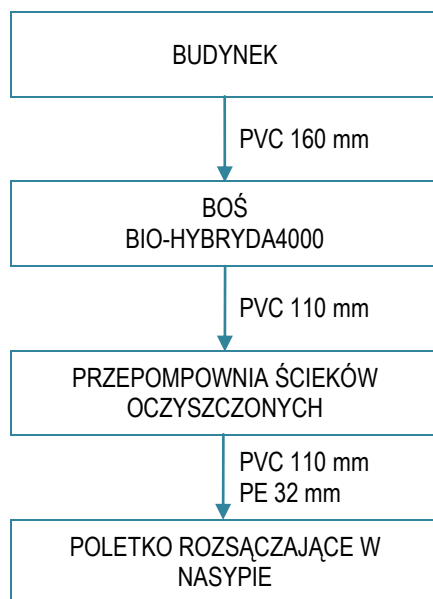 BUDYNEK
PVC 160 mm
BOŚ
BIO-HYBRYDA4000
PVC 110 mm
PRZEPOMPOWNIA ŚCIEKÓW
OCZYSZCZONYCH
PVC 110 mm
PE 32 mm
POLETKO ROZSĄCZAJĄCE W
NASYPIE